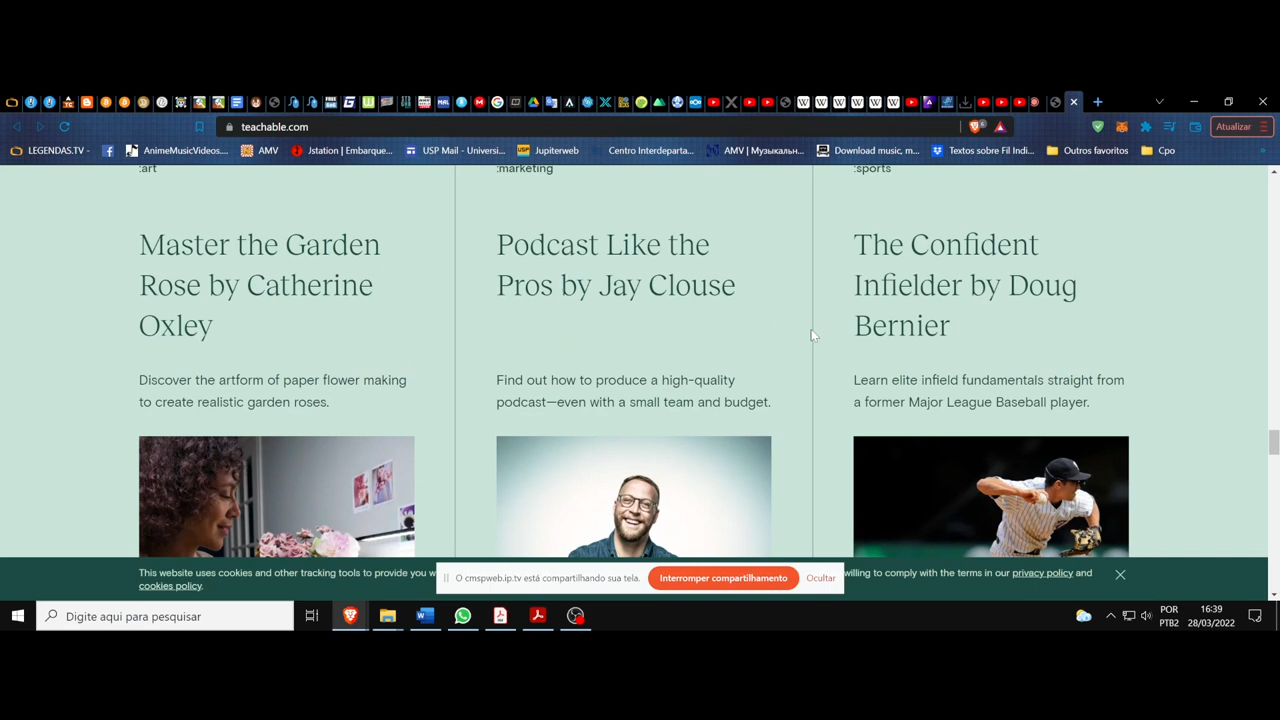 teachable.com
Atualizar
LEGENDAS.TV -
AnimeMusicVideos....
AMV
Jstation | Embarque...
USP Mail - Universi...
Jupiterweb
Centro Interdeparta...
AMV | Музыкальн...
Download music, m...
Textos sobre Fil Indi...
Outros favoritos
Cpo
:art
:marketing
:sports
Master the Garden
Rose by Catherine
Oxley
Discover the artform of paper flower making
to create realistic garden roses.
Podcast Like the
Pros by Jay Clouse
Find out how to produce a high-quality
podcast—even with a small team and budget.
The Confident
Infielder by Doug
Bernier
Learn elite infield fundamentals straight from
a former Major League Baseball player.
This website uses cookies and other tracking tools to provide you w
willing to comply with the terms in our privacy policy and
cookies policy.
O cmspweb.ip.tv está compartilhando sua tela.
Interromper compartilhamento
Ocultar
Digite aqui para pesquisar
POR
PTB2
16:39
28/03/2022